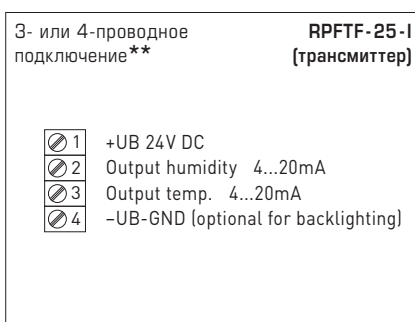 3- или 4-проводное RPFTF-25-I
подключение** (трансмиттер)
1 +UB 24V DC
2 Output humidity 4...20mA
3 Output temp. 4...20mA
4 –UB-GND (optional for backlighting)